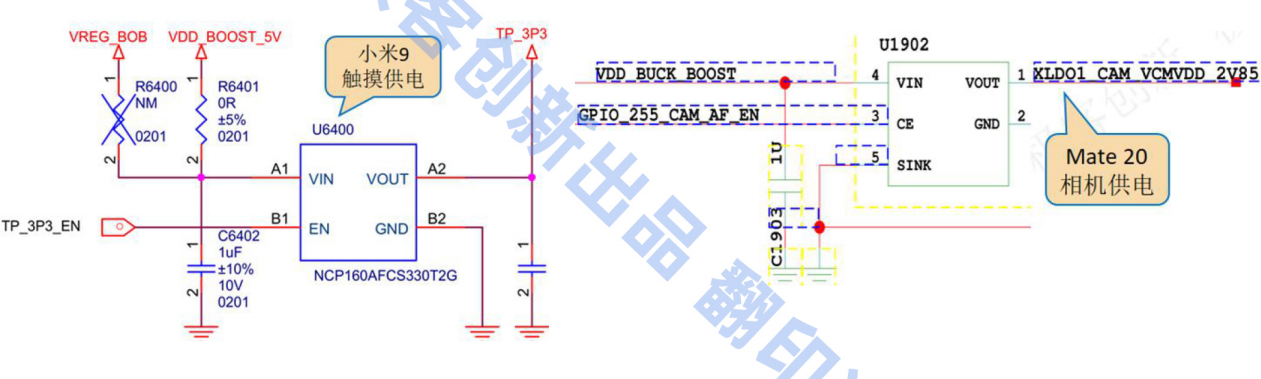 VREG_BOB
VDD_BOOST_5V
1
R6400
NM
0201
2
1
R6401
0R
±5%
0201
2
小米9
触摸供电
TP_3P3
U6400
A1
VIN
VOUT
A2
TP_3P3_EN
B1
EN
GND
B2
NCP160AFCS330T2G
1
C6402
1uF
±10%
10V
0201
2
1
2
U1902
VDD_BUCK_BOOST
4
VIN
VOUT
1
XLDO1_CAM_VCMVDD_2V85
GPIO_255_CAM_AF_EN
3
CE
GND
2
5
SINK
1U
C1903
Mate 20
相机供电
客创新出品 翻印